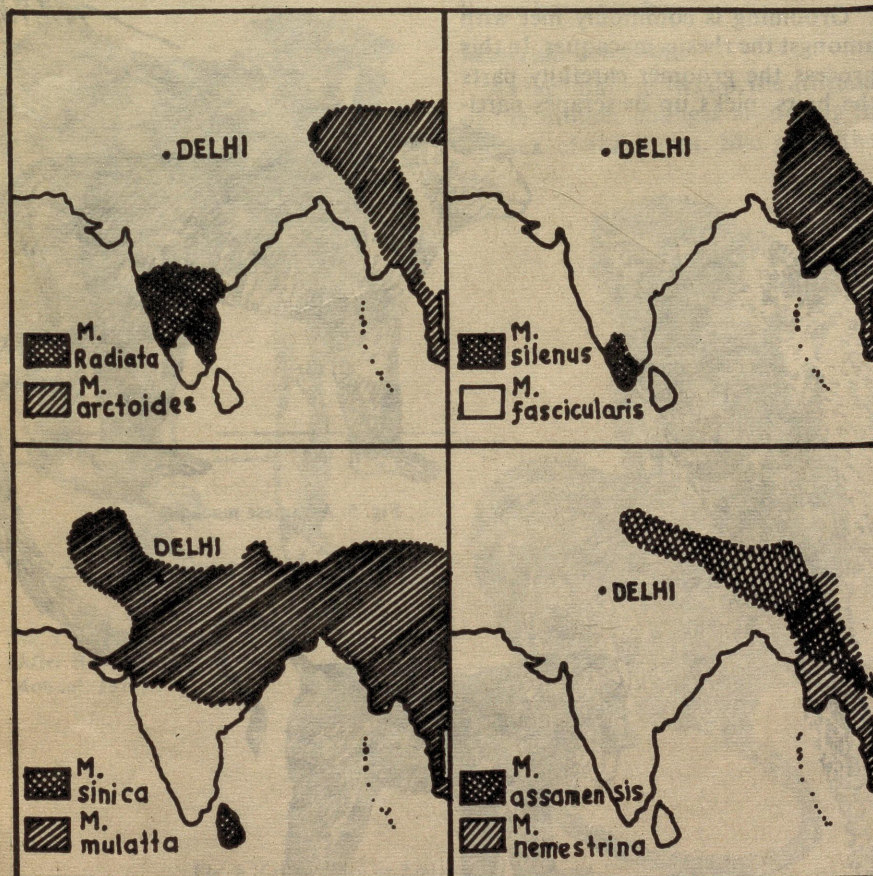 DELHI
M.
Radiata
M.
arctoides
DELHI
M.
silenus
M.
fascicularis
DELHI
M.
sinica
M.
mulatta
DELHI
M.
assamensis
M.
nemestrina